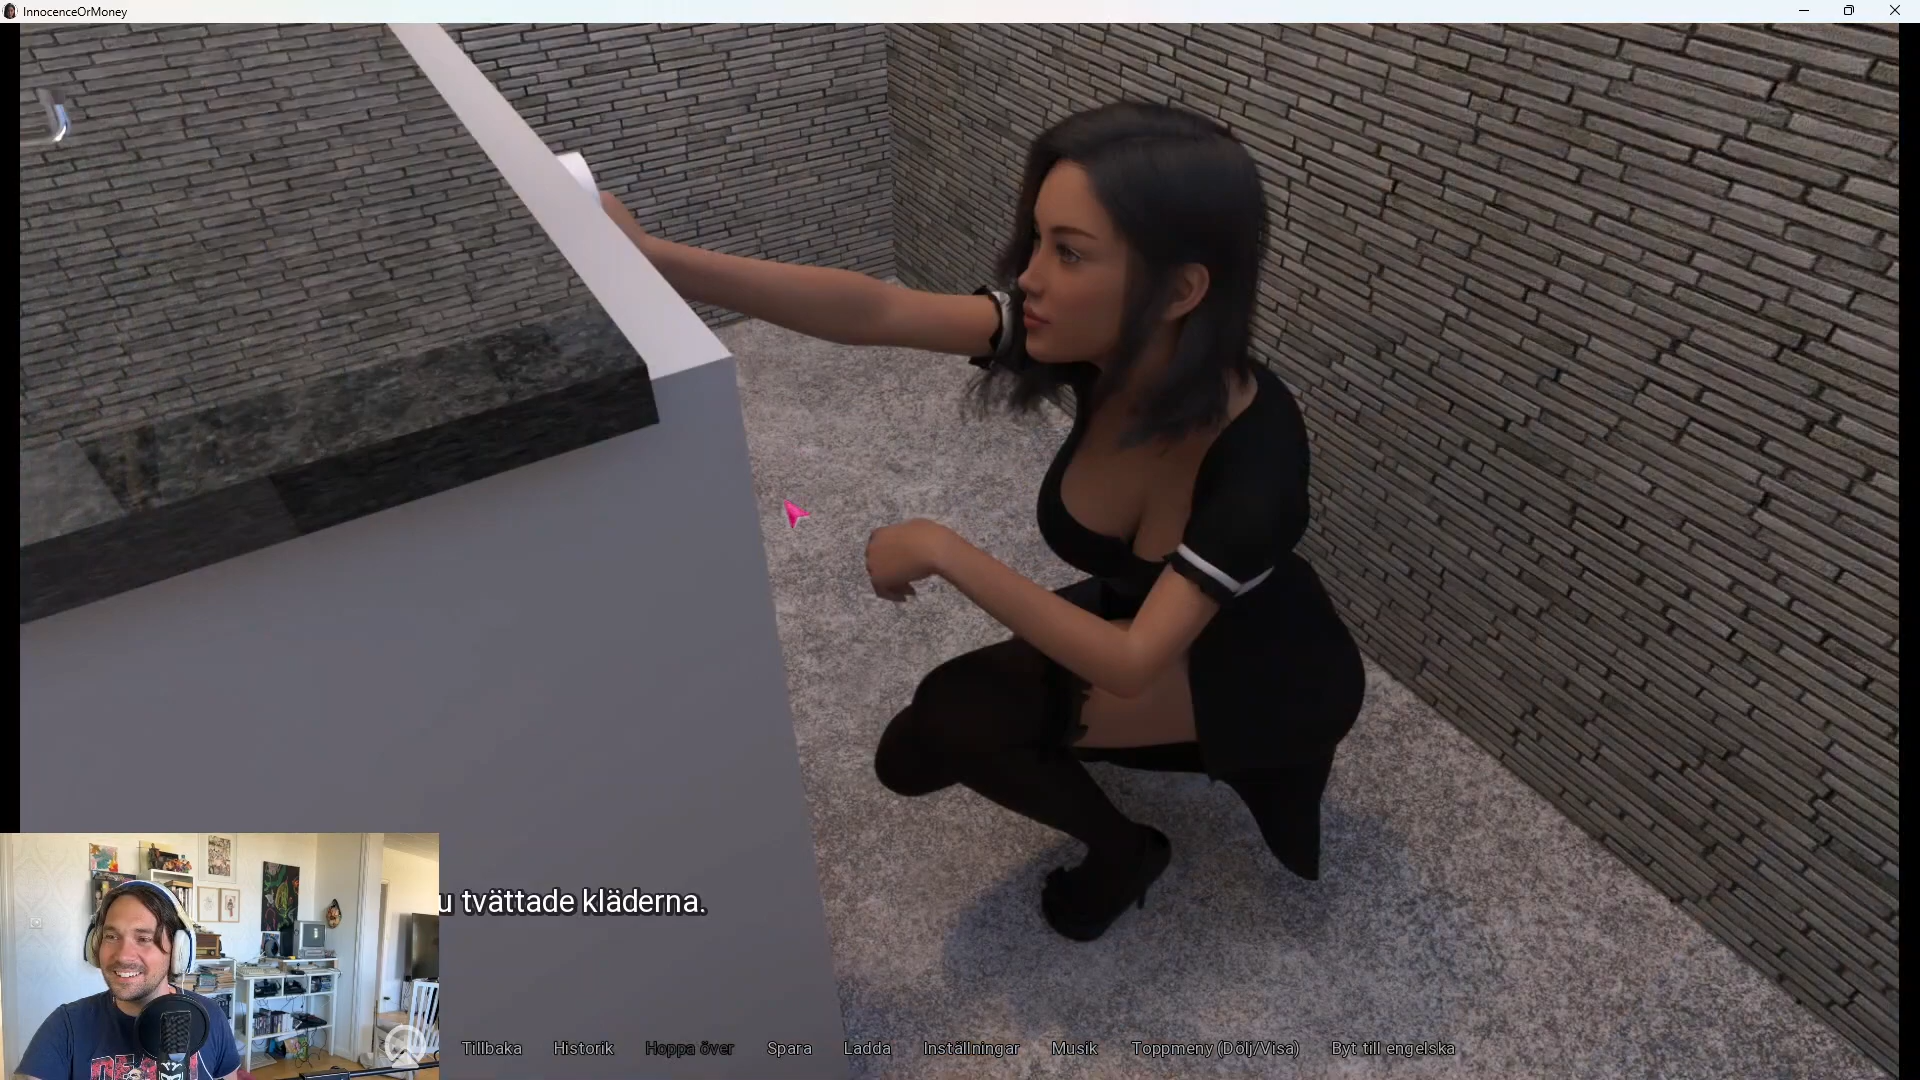 InnocenceOrMoney
u tvättade kläderna.
Tillbaka Historik Hoppa över Spara Ladda Inställningar Musik Toppmeny (Dölj/Visa) Byt till engelska